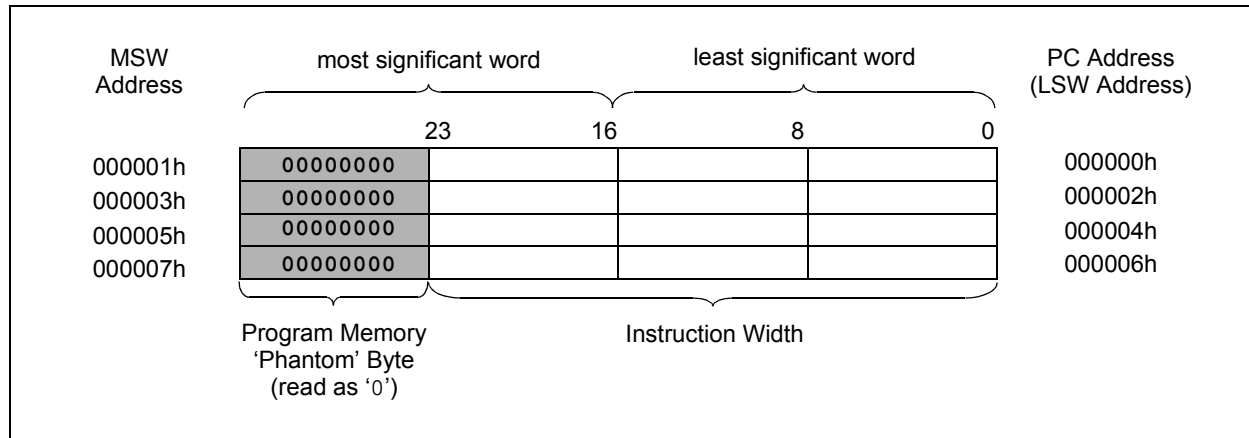 MSW
Address
most significant word
least significant word
PC Address
(LSW Address)
23
16
8
0
000001h
00000000
000000h
000003h
00000000
000002h
000005h
00000000
000004h
000007h
00000000
000006h
Program Memory
‘Phantom’ Byte
(read as ‘0’)
Instruction Width